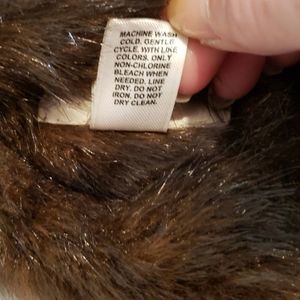 MACHINE WASH
COLD, GENTLE
CYCLE, WITH LIKE
COLORS, ONLY
NON-CHLORINE
BLEACH WHEN
NEEDED. LINE
DRY. DO NOT
IRON. DO NOT
DRY CLEAN.